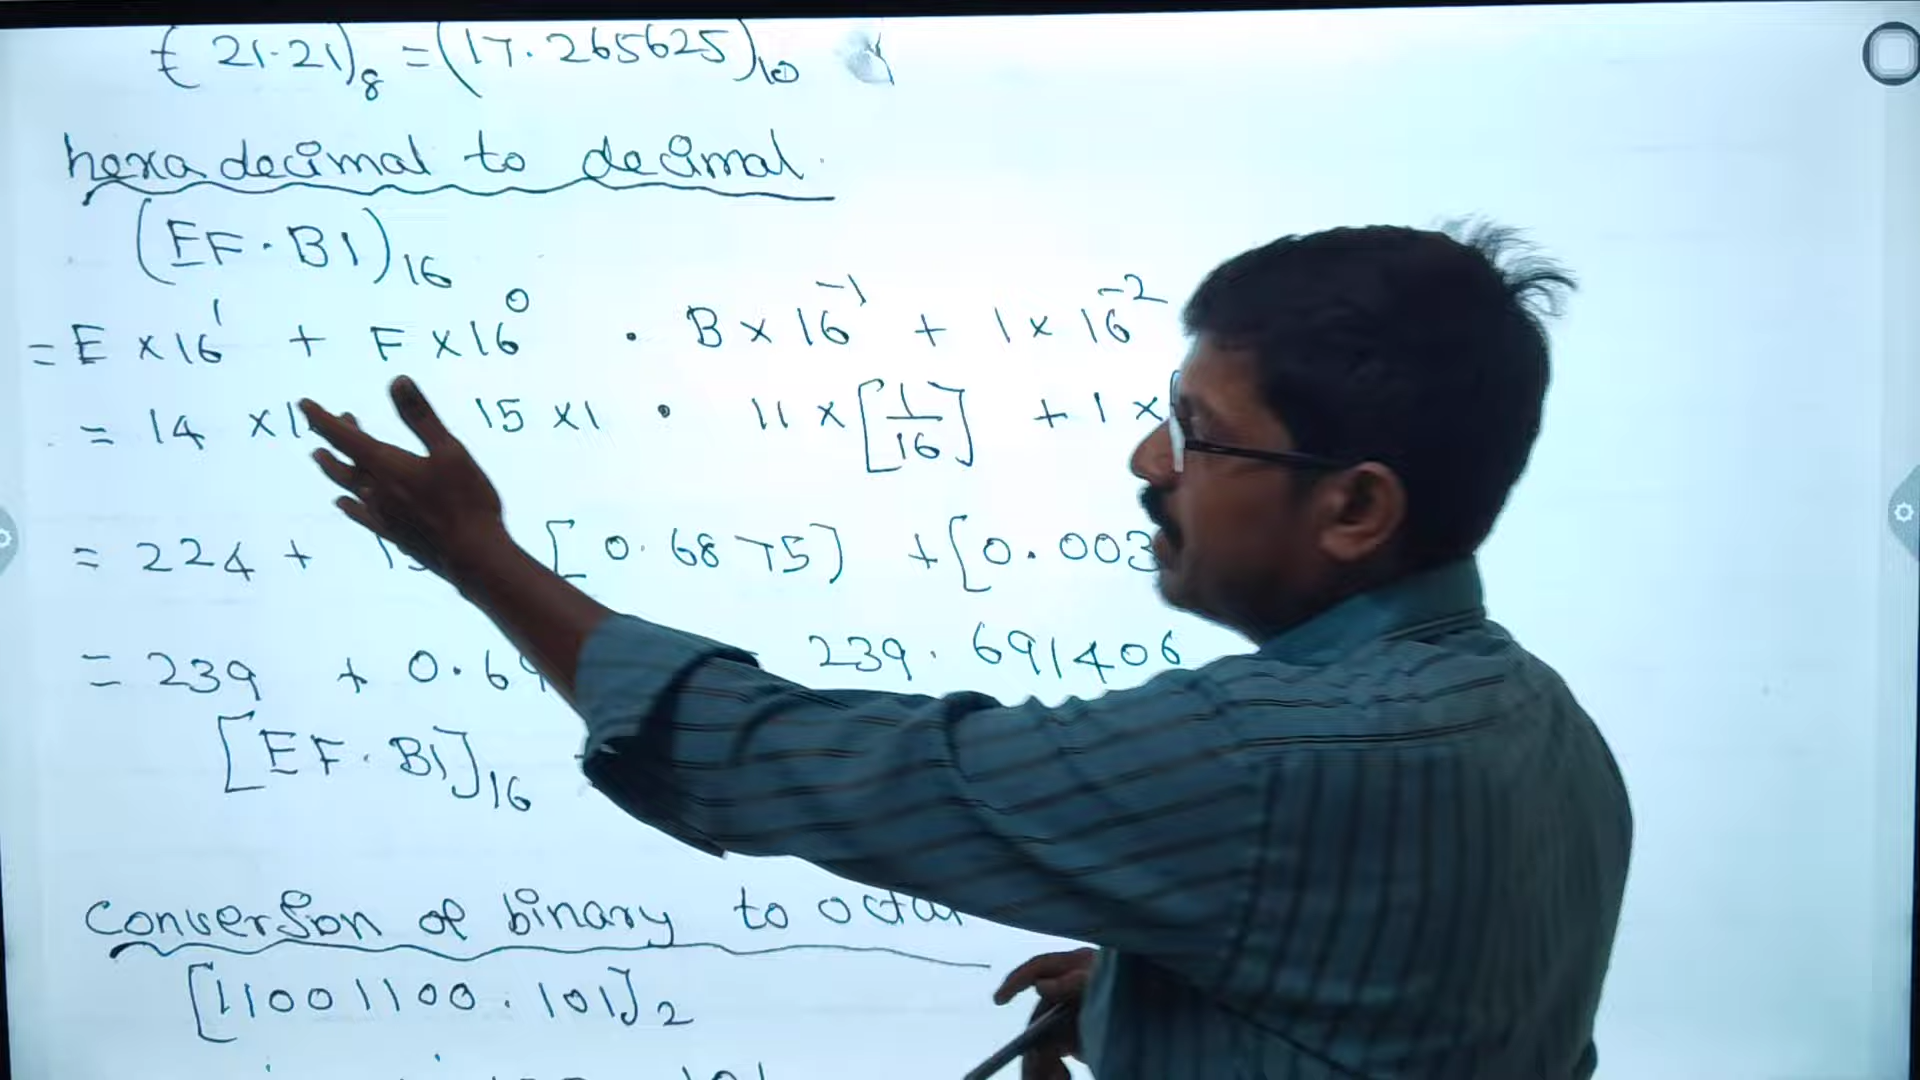 ( 21.21)8 = (17.265625)10
hexa decimal to decimal.
(EF.B1)16
= E × 16^1 + F × 16^0 . B × 16^-1 + 1 × 16^-2
= 14 × 15 × 1 . 11 × [1/16] + 1 ×
= 224 + [0.6875] + [0.003
= 239 + 0.69 239.691406
[EF.B1]16
Conversion of binary to octal
[11001100.101]2